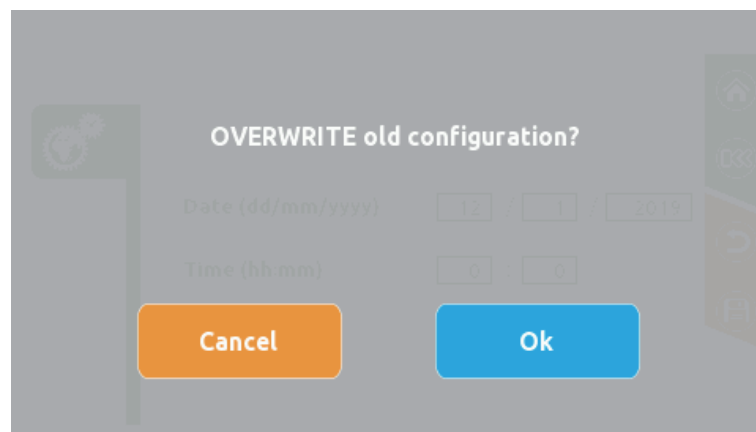 OVERWRITE old configuration?
Date (dd/mm/yyyy) 12 / 1 / 2019
Time (hh:mm) 0 : 0
Cancel Ok